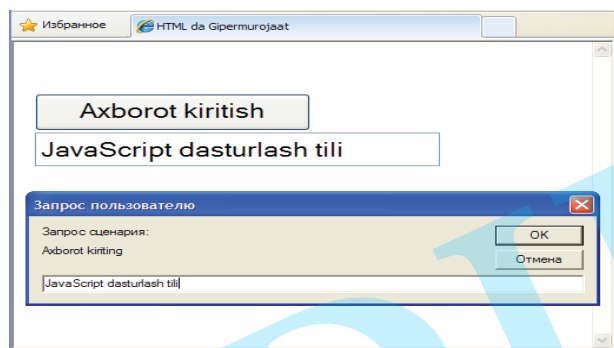 Избранное HTML da Gipermurojaat
Axborot kiritish
JavaScript dasturlash tili
Запрос пользователю
Запрос сценария:
Axborot kiriting
OK
Отмена
JavaScript dasturlash tili